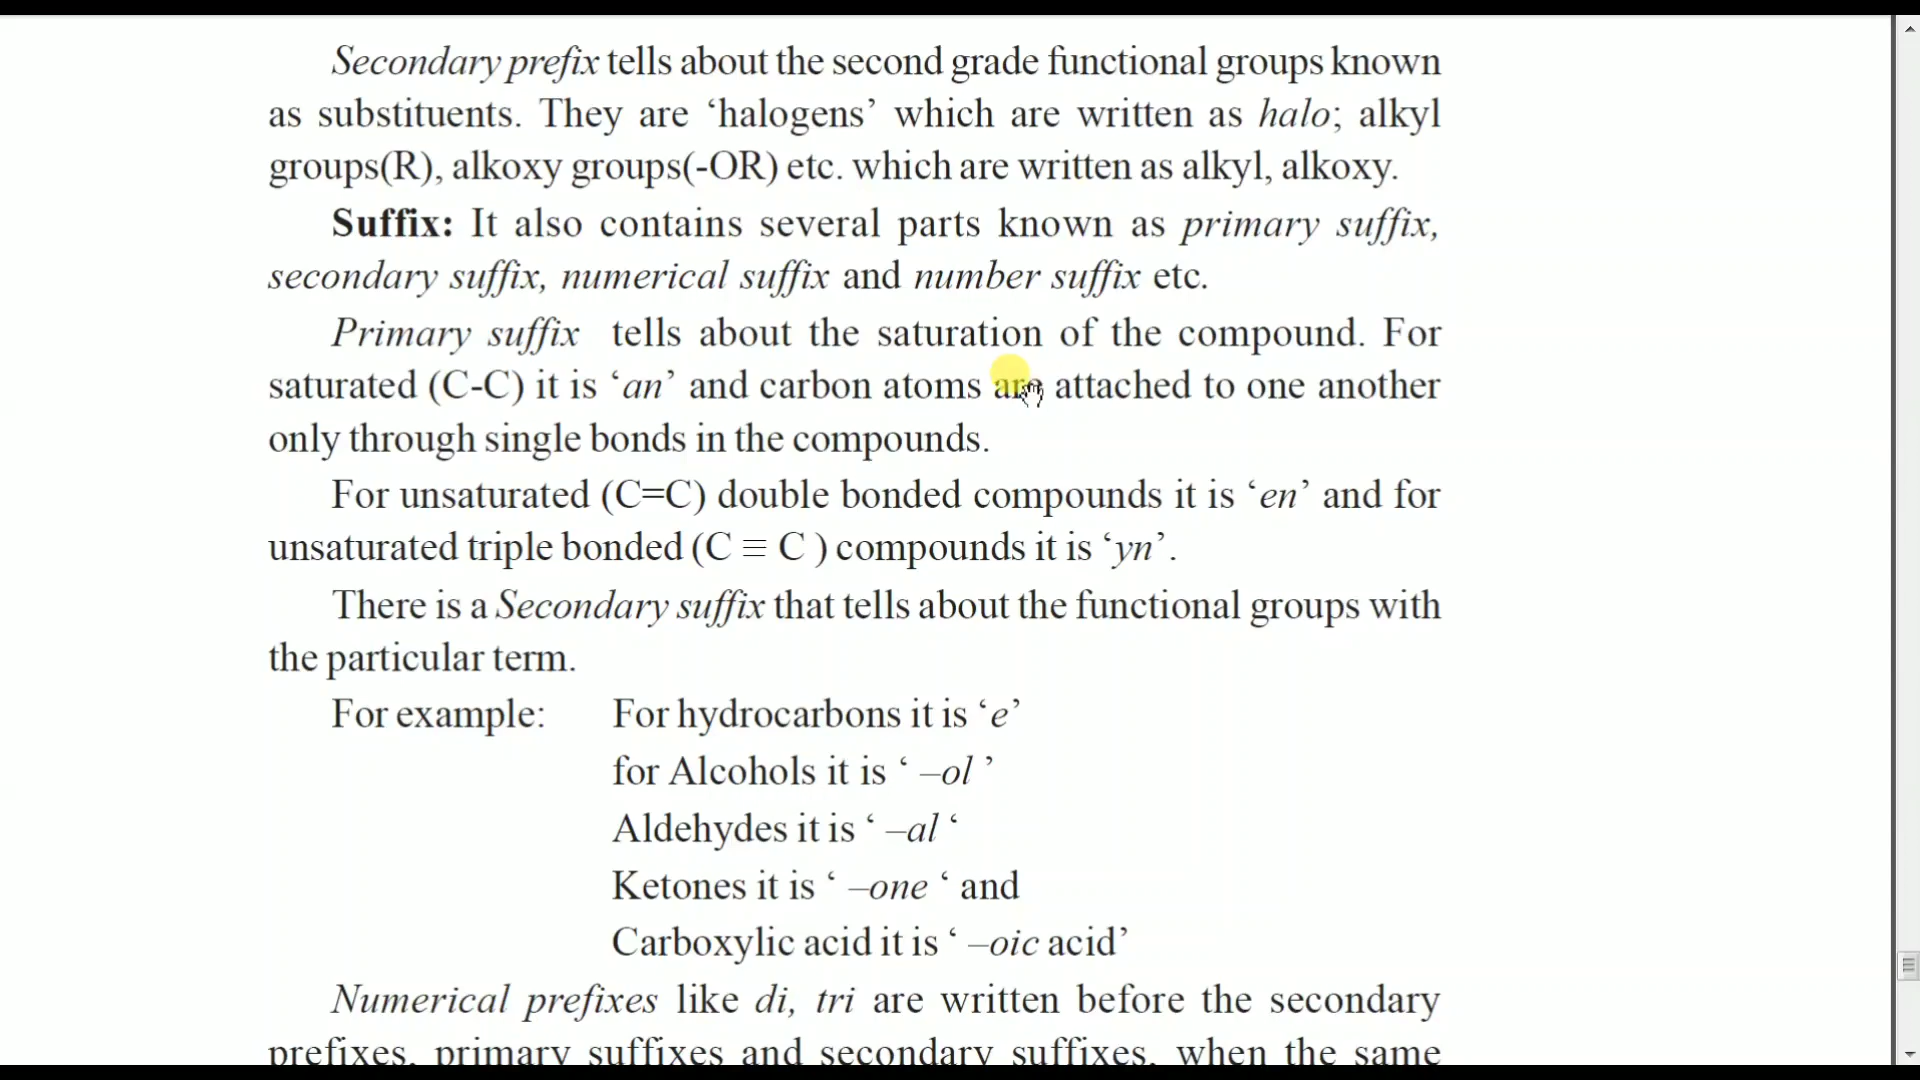 Secondary prefix tells about the second grade functional groups known
as substituents. They are ‘halogens’ which are written as halo; alkyl
groups(R), alkoxy groups(-OR) etc. which are written as alkyl, alkoxy.
Suffix: It also contains several parts known as primary suffix,
secondary suffix, numerical suffix and number suffix etc.
Primary suffix tells about the saturation of the compound. For
saturated (C-C) it is ‘an’ and carbon atoms are attached to one another
only through single bonds in the compounds.
For unsaturated (C=C) double bonded compounds it is ‘en’ and for
unsaturated triple bonded (C ≡ C ) compounds it is ‘yn’.
There is a Secondary suffix that tells about the functional groups with
the particular term.
For example: For hydrocarbons it is ‘e’
for Alcohols it is ‘ –ol ’
Aldehydes it is ‘ –al ‘
Ketones it is ‘ –one ‘ and
Carboxylic acid it is ‘ –oic acid’
Numerical prefixes like di, tri are written before the secondary
prefixes, primary suffixes and secondary suffixes, when the same